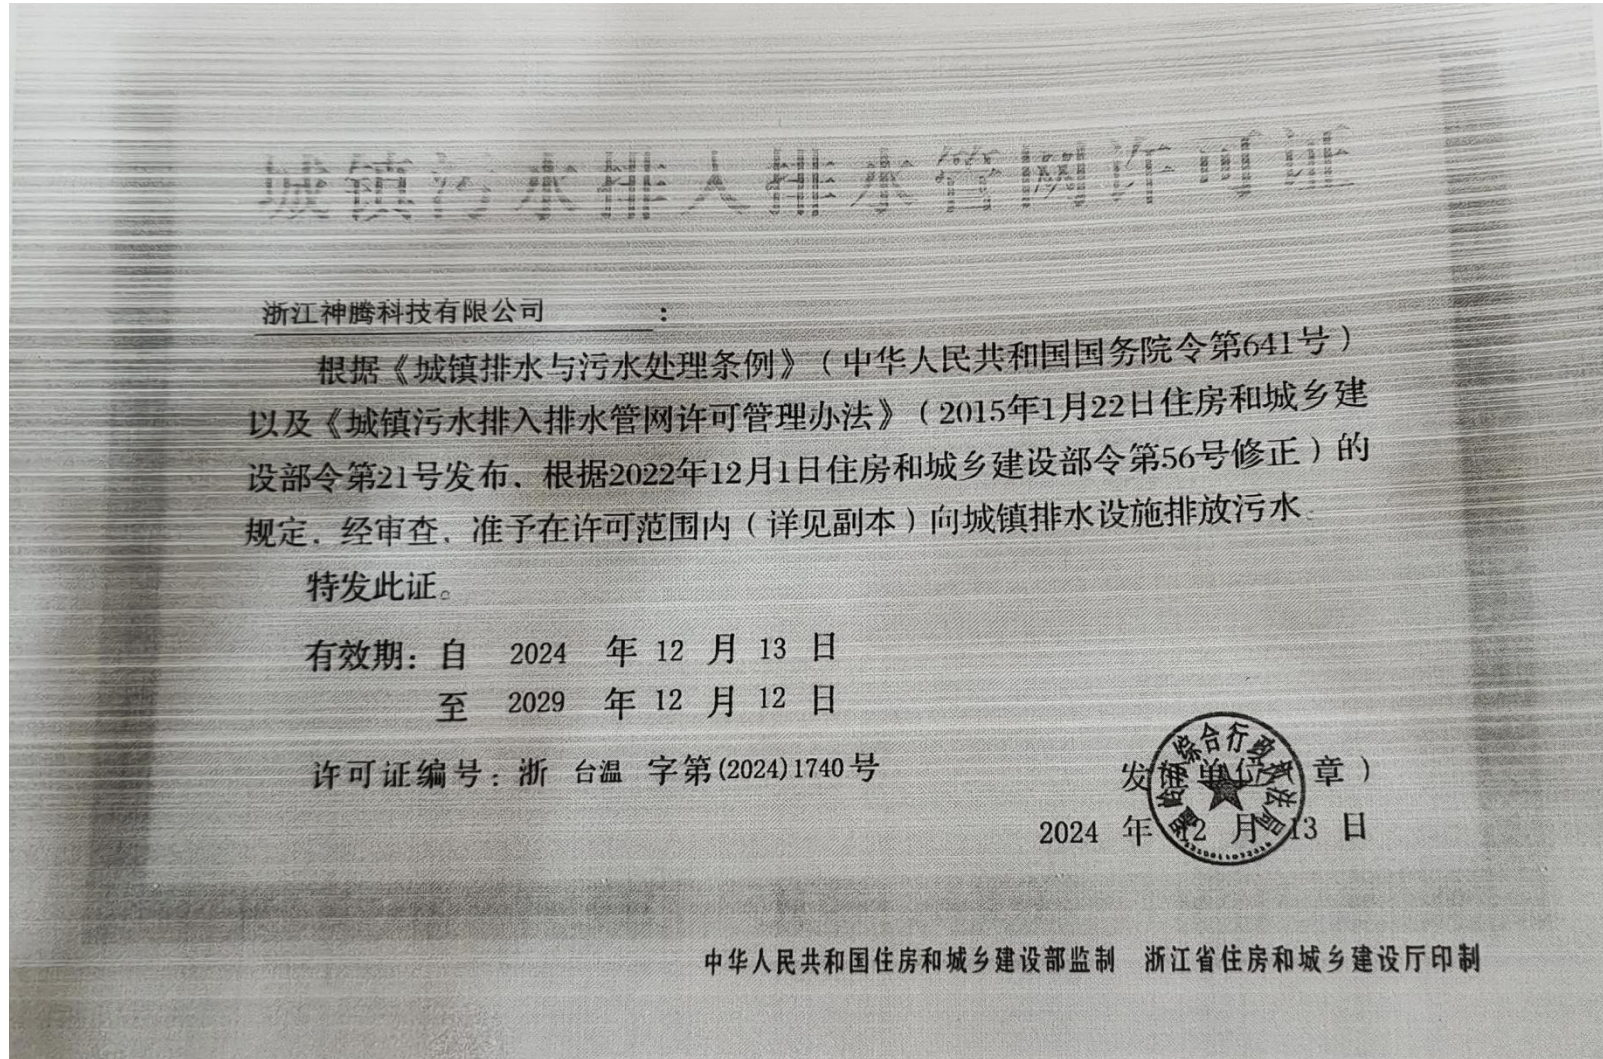 城镇污水排入排水管网许可证
浙江神腾科技有限公司：
根据《城镇排水与污水处理条例》（中华人民共和国国务院令第641号）
以及《城镇污水排入排水管网许可管理办法》（2015年1月22日住房和城乡建
设部令第21号发布、根据2022年12月1日住房和城乡建设部令第56号修正）的
规定，经审查，准予在许可范围内（详见副本）向城镇排水设施排放污水。
特发此证。
有效期：自 2024 年 12 月 13 日
至 2029 年 12 月 12 日
许可证编号：浙 台温 字第(2024)1740号
发 单位 章）
综合行政执法局
2024 年 12 月 13 日
中华人民共和国住房和城乡建设部监制 浙江省住房和城乡建设厅印制